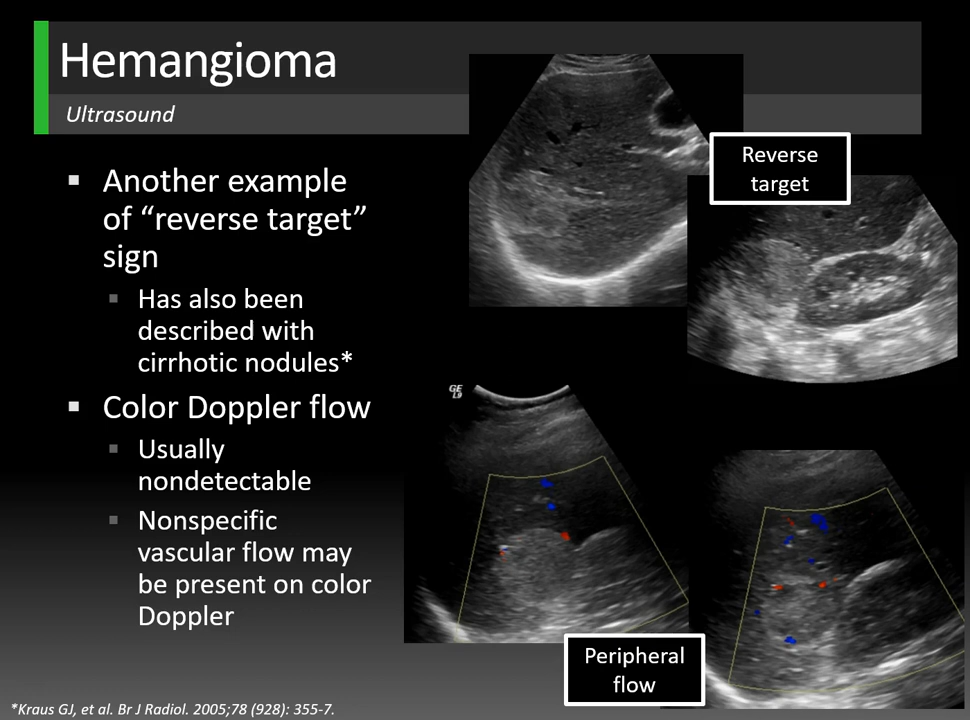 Hemangioma
Ultrasound
Another example
of “reverse target”
sign
Has also been
described with
cirrhotic nodules*
Color Doppler flow
Usually
nondetectable
Nonspecific
vascular flow may
be present on color
Doppler
Reverse
target
GE
L9
Peripheral
flow
*Kraus GJ, et al. Br J Radiol. 2005;78 (928): 355-7.